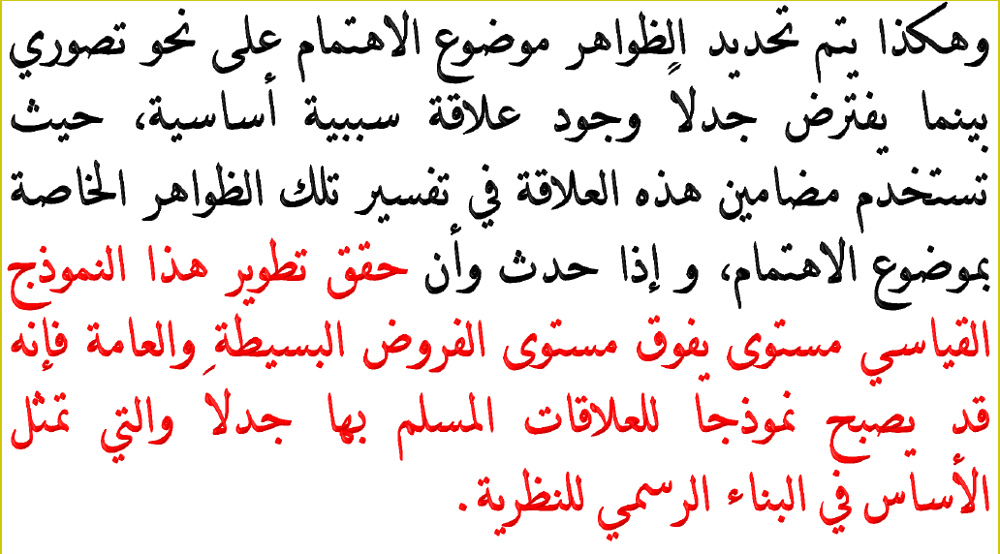 وهكذا يتم تحديد الظواهر موضوع الاهتمام على نحو تصوري
بينما يفترض جدلاً وجود علاقة سببية أساسية، حيث
تستخدم مضامين هذه العلاقة في تفسير تلك الظواهر الخاصة
بموضوع الاهتمام، و إذا حدث وأن حقق تطوير هذا النموذج
القياسي مستوى يفوق مستوى الفروض البسيطة والعامة فإنه
قد يصبح نموذجاً للعلاقات المسلم بها جدلاً والتي تمثل
الأساس في البناء الرسمي للنظرية.